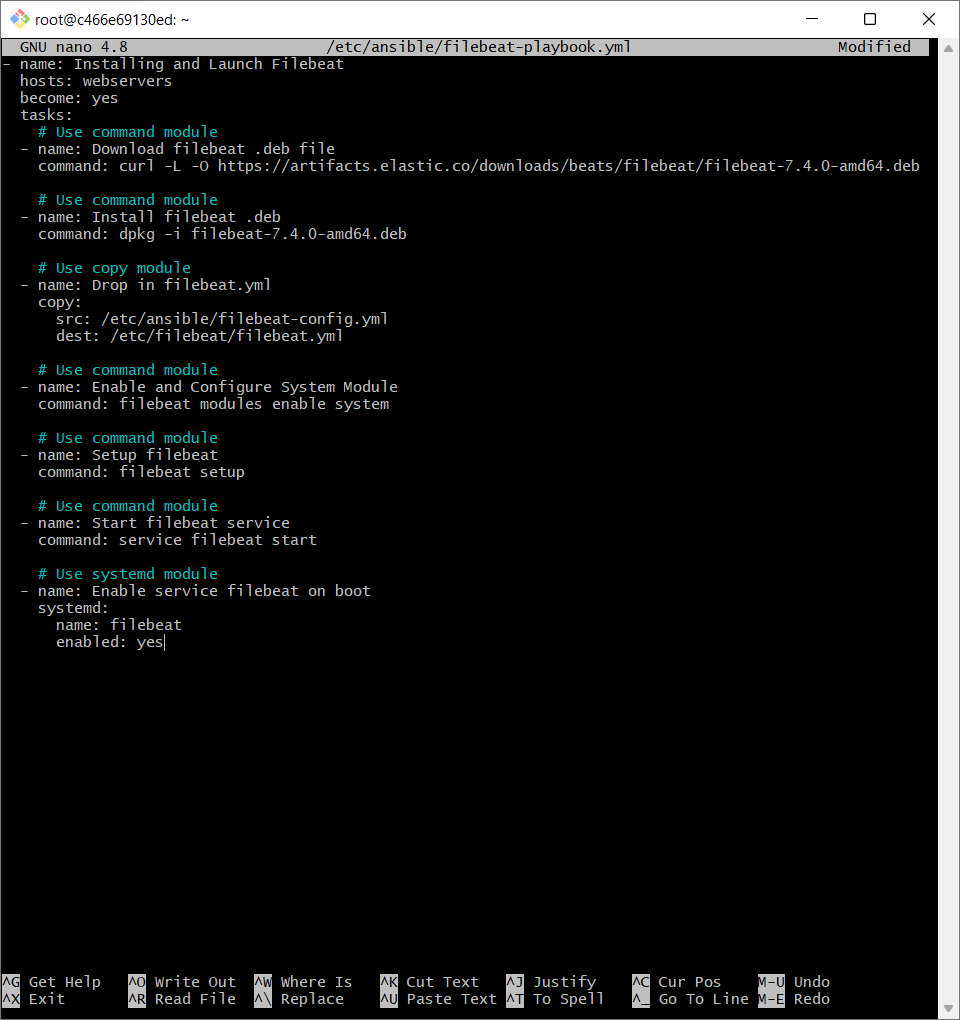 root@c466e69130ed: ~
GNU nano 4.8 /etc/ansible/filebeat-playbook.yml Modified
- name: Installing and Launch Filebeat
  hosts: webservers
  become: yes
  tasks:
    # Use command module
  - name: Download filebeat .deb file
    command: curl -L -O https://artifacts.elastic.co/downloads/beats/filebeat/filebeat-7.4.0-amd64.deb

    # Use command module
  - name: Install filebeat .deb
    command: dpkg -i filebeat-7.4.0-amd64.deb

    # Use copy module
  - name: Drop in filebeat.yml
    copy:
      src: /etc/ansible/filebeat-config.yml
      dest: /etc/filebeat/filebeat.yml

    # Use command module
  - name: Enable and Configure System Module
    command: filebeat modules enable system

    # Use command module
  - name: Setup filebeat
    command: filebeat setup

    # Use command module
  - name: Start filebeat service
    command: service filebeat start

    # Use systemd module
  - name: Enable service filebeat on boot
    systemd:
      name: filebeat
      enabled: yes
^G Get Help ^O Write Out ^W Where Is ^K Cut Text ^J Justify ^C Cur Pos M-U Undo
^X Exit ^R Read File ^\ Replace ^U Paste Text ^T To Spell ^_ Go To Line M-E Redo